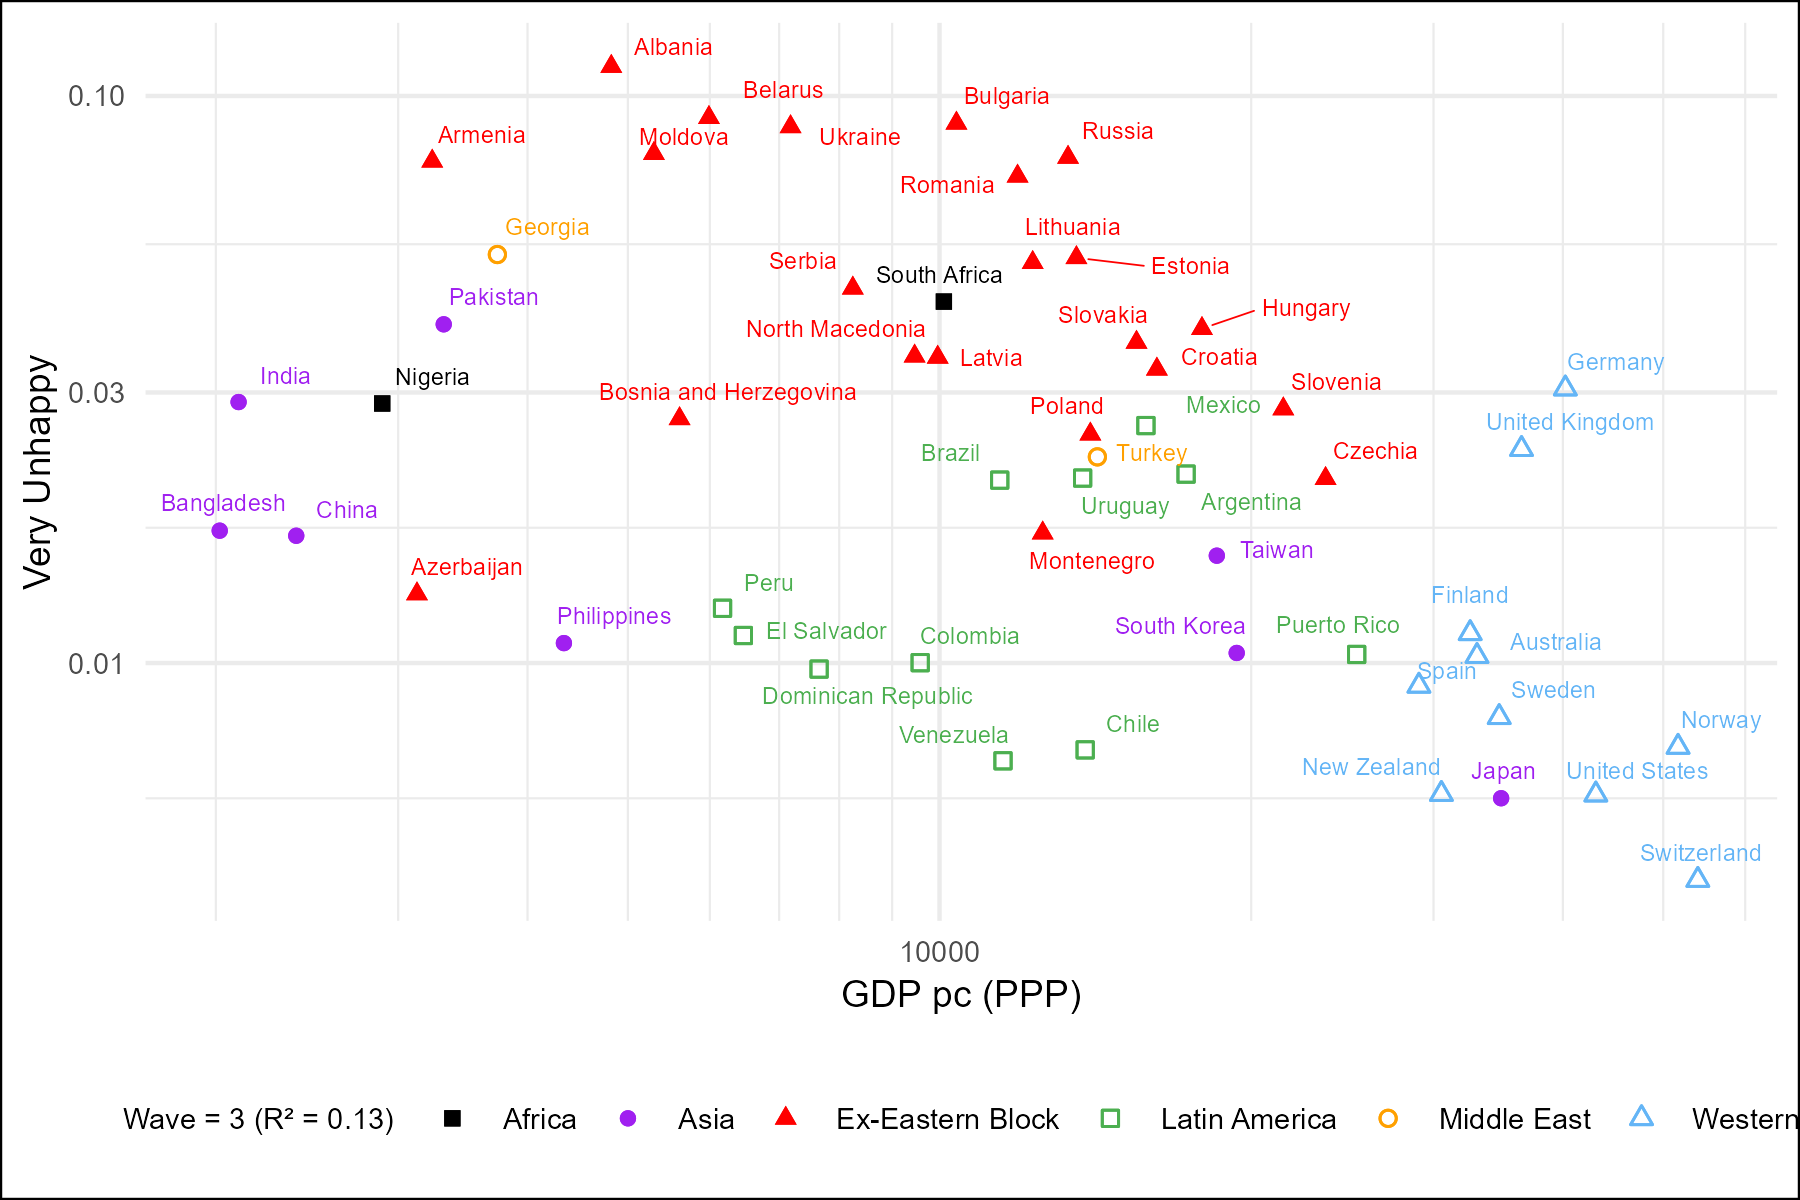 Albania
Belarus
0.10
Bulgaria
Armenia
Moldova
Ukraine
Russia
Romania
Georgia
Lithuania
Serbia
South Africa
Estonia
Pakistan
North Macedonia
Slovakia
Hungary
Latvia
Croatia
Germany
India
Nigeria
0.03
Bosnia and Herzegovina
Slovenia
Poland
Mexico
United Kingdom
Brazil
Turkey
Czechia
Bangladesh
China
Uruguay
Argentina
Very Unhappy
Montenegro
Taiwan
Azerbaijan
Peru
Finland
Philippines
El Salvador
Colombia
South Korea
Puerto Rico
Australia
0.01
Spain
Dominican Republic
Sweden
Venezuela
Chile
Norway
New Zealand
Japan
United States
Switzerland
10000
GDP pc (PPP)
Wave = 3 (R² = 0.13) Africa Asia Ex-Eastern Block Latin America Middle East Western